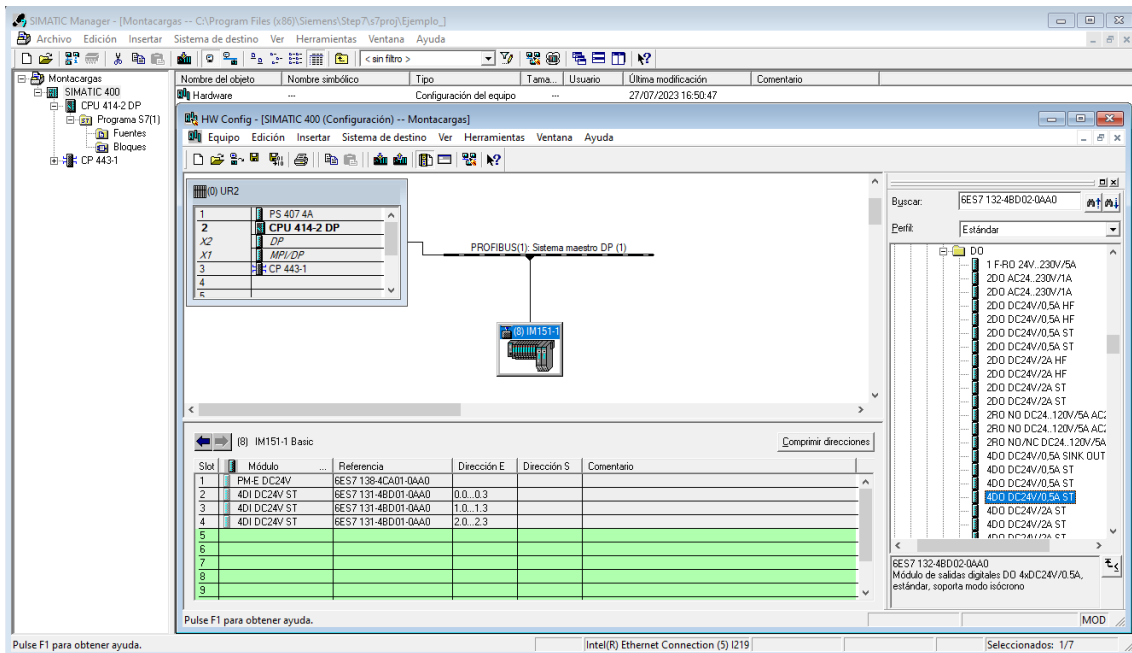 SIMATIC Manager - [Montacargas -- C:\Program Files (x86)\Siemens\Step7\s7proj\Ejemplo_]
Archivo Edición Insertar Sistema de destino Ver Herramientas Ventana Ayuda
< sin filtro >
Montacargas
SIMATIC 400
CPU 414-2 DP
Programa S7(1)
Fuentes
Bloques
CP 443-1
Nombre del objeto Nombre simbólico Tipo Tama... Usuario Última modificación Comentario
Hardware --- Configuración del equipo --- 27/07/2023 16:50:47
HW Config - [SIMATIC 400 (Configuración) -- Montacargas]
Equipo Edición Insertar Sistema de destino Ver Herramientas Ventana Ayuda
(0) UR2
1 PS 407 4A
2 CPU 414-2 DP
X2 DP
X1 MPI/DP
3 CP 443-1
4
5
PROFIBUS(1): Sistema maestro DP (1)
(8) IM151-1
Buscar: 6ES7 132-4BD02-0AA0
Perfil: Estándar
DO
1 F-RO 24V..230V/5A
2DO AC24..230V/1A
2DO AC24..230V/1A
2DO DC24V/0,5A HF
2DO DC24V/0,5A HF
2DO DC24V/0,5A ST
2DO DC24V/0,5A ST
2DO DC24V/2A HF
2DO DC24V/2A HF
2DO DC24V/2A ST
2DO DC24V/2A ST
2RO NO DC24..120V/5A AC2
2RO NO DC24..120V/5A AC2
2RO NO/NC DC24..120V/5A
4DO DC24V/0,5A SINK OUT
4DO DC24V/0,5A ST
4DO DC24V/0,5A ST
4DO DC24V/0,5A ST
4DO DC24V/2A ST
4DO DC24V/2A ST
4DO DC24V/2A ST
6ES7 132-4BD02-0AA0
Módulo de salidas digitales DO 4xDC24V/0.5A,
estándar, soporta modo isócrono
(8) IM151-1 Basic
Comprimir direcciones
Slot Módulo ... Referencia Dirección E Dirección S Comentario
1 PM-E DC24V 6ES7 138-4CA01-0AA0
2 4DI DC24V ST 6ES7 131-4BD01-0AA0 0.0...0.3
3 4DI DC24V ST 6ES7 131-4BD01-0AA0 1.0...1.3
4 4DI DC24V ST 6ES7 131-4BD01-0AA0 2.0...2.3
5
6
7
8
9
Pulse F1 para obtener ayuda.
MOD
Pulse F1 para obtener ayuda.
Intel(R) Ethernet Connection (5) I219
Seleccionados: 1/7